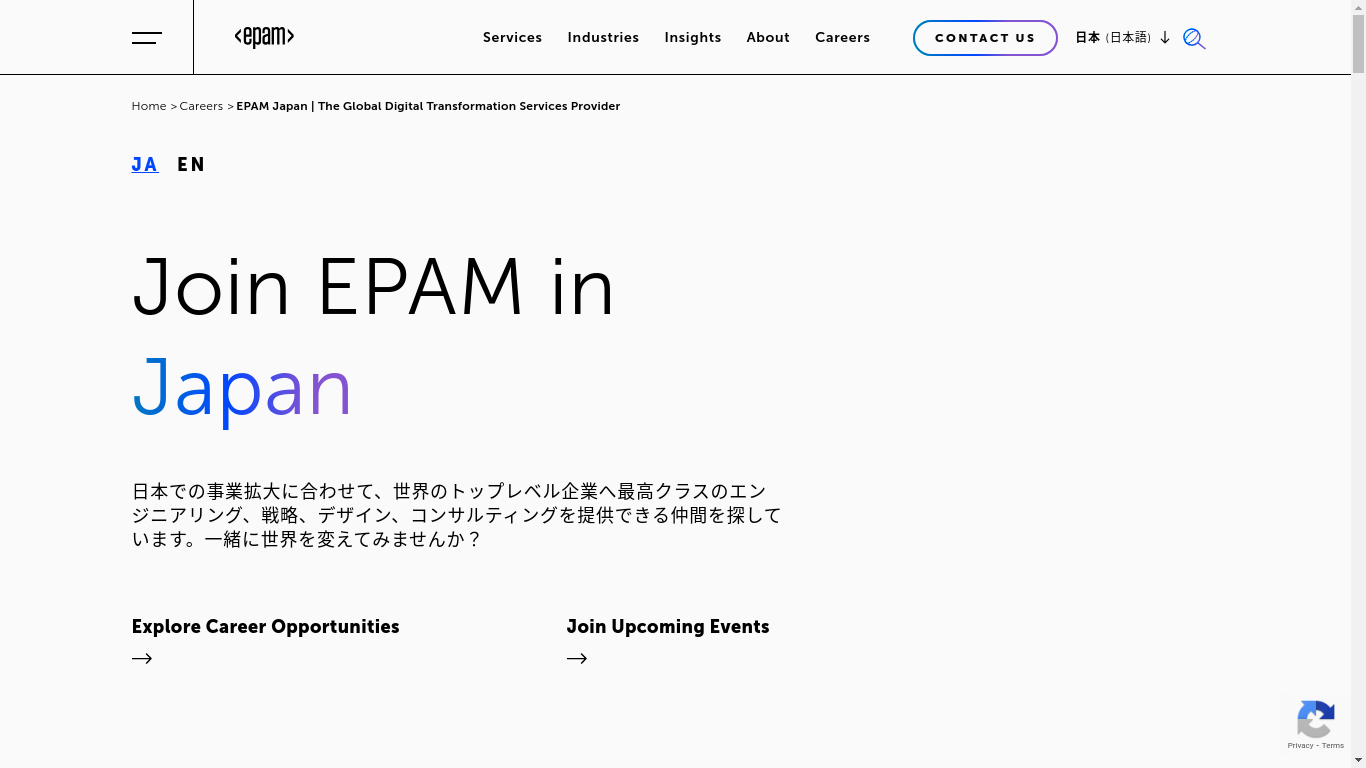 <epam>
Services Industries Insights About Careers
CONTACT US
日本 (日本語)
Home > Careers > EPAM Japan | The Global Digital Transformation Services Provider
JA EN
Join EPAM in
Japan
日本での事業拡大に合わせて、世界のトップレベル企業へ最高クラスのエン
ジニアリング、戦略、デザイン、コンサルティングを提供できる仲間を探して
います。一緒に世界を変えてみませんか？
Explore Career Opportunities
Join Upcoming Events
Privacy - Terms